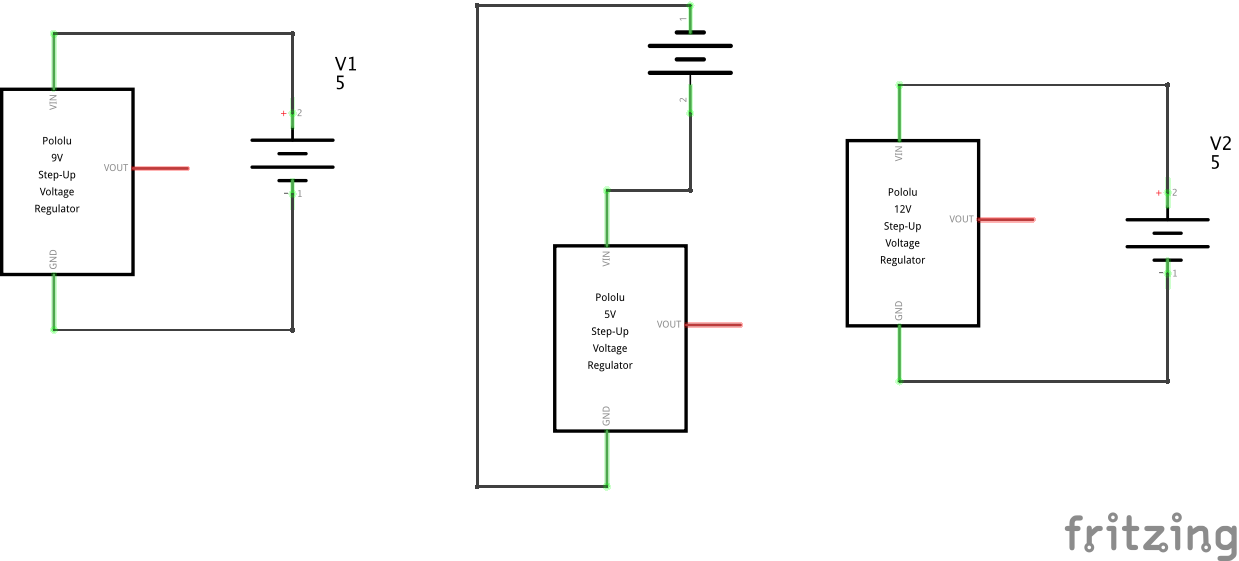 VIN
Pololu
9V
Step-Up
Voltage
Regulator
VOUT
GND
V1
5
+ 2
- 1
1
2
VIN
Pololu
5V
Step-Up
Voltage
Regulator
VOUT
GND
VIN
Pololu
12V
Step-Up
Voltage
Regulator
VOUT
GND
V2
5
+ 2
- 1
fritzing